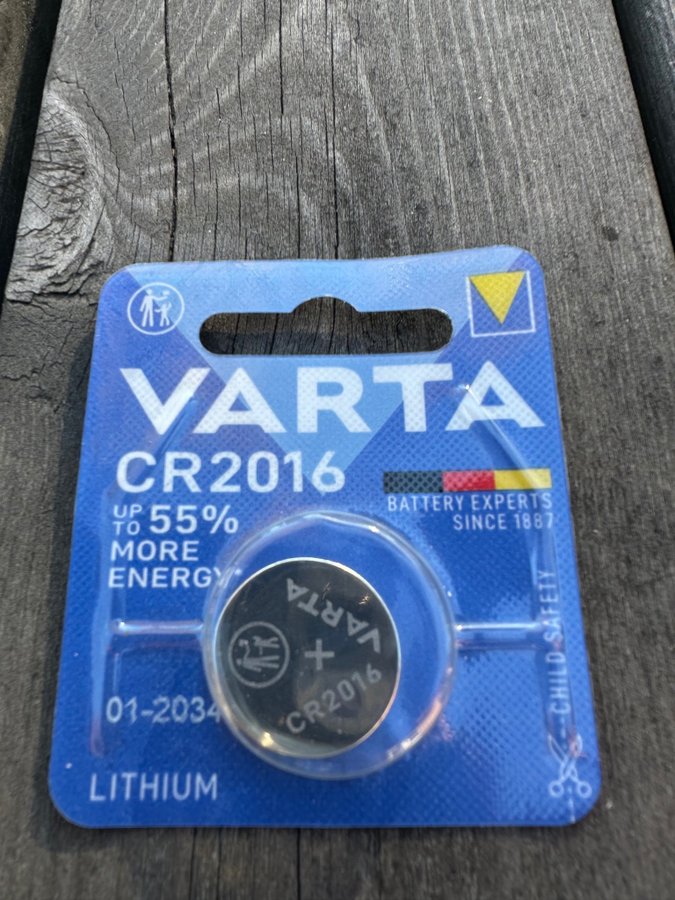 VARTA
CR2016
BATTERY EXPERTS
SINCE 1887
UP TO 55%
MORE
ENERGY*
VARTA
+
CR2016
CHILD SAFETY
01-2034
LITHIUM